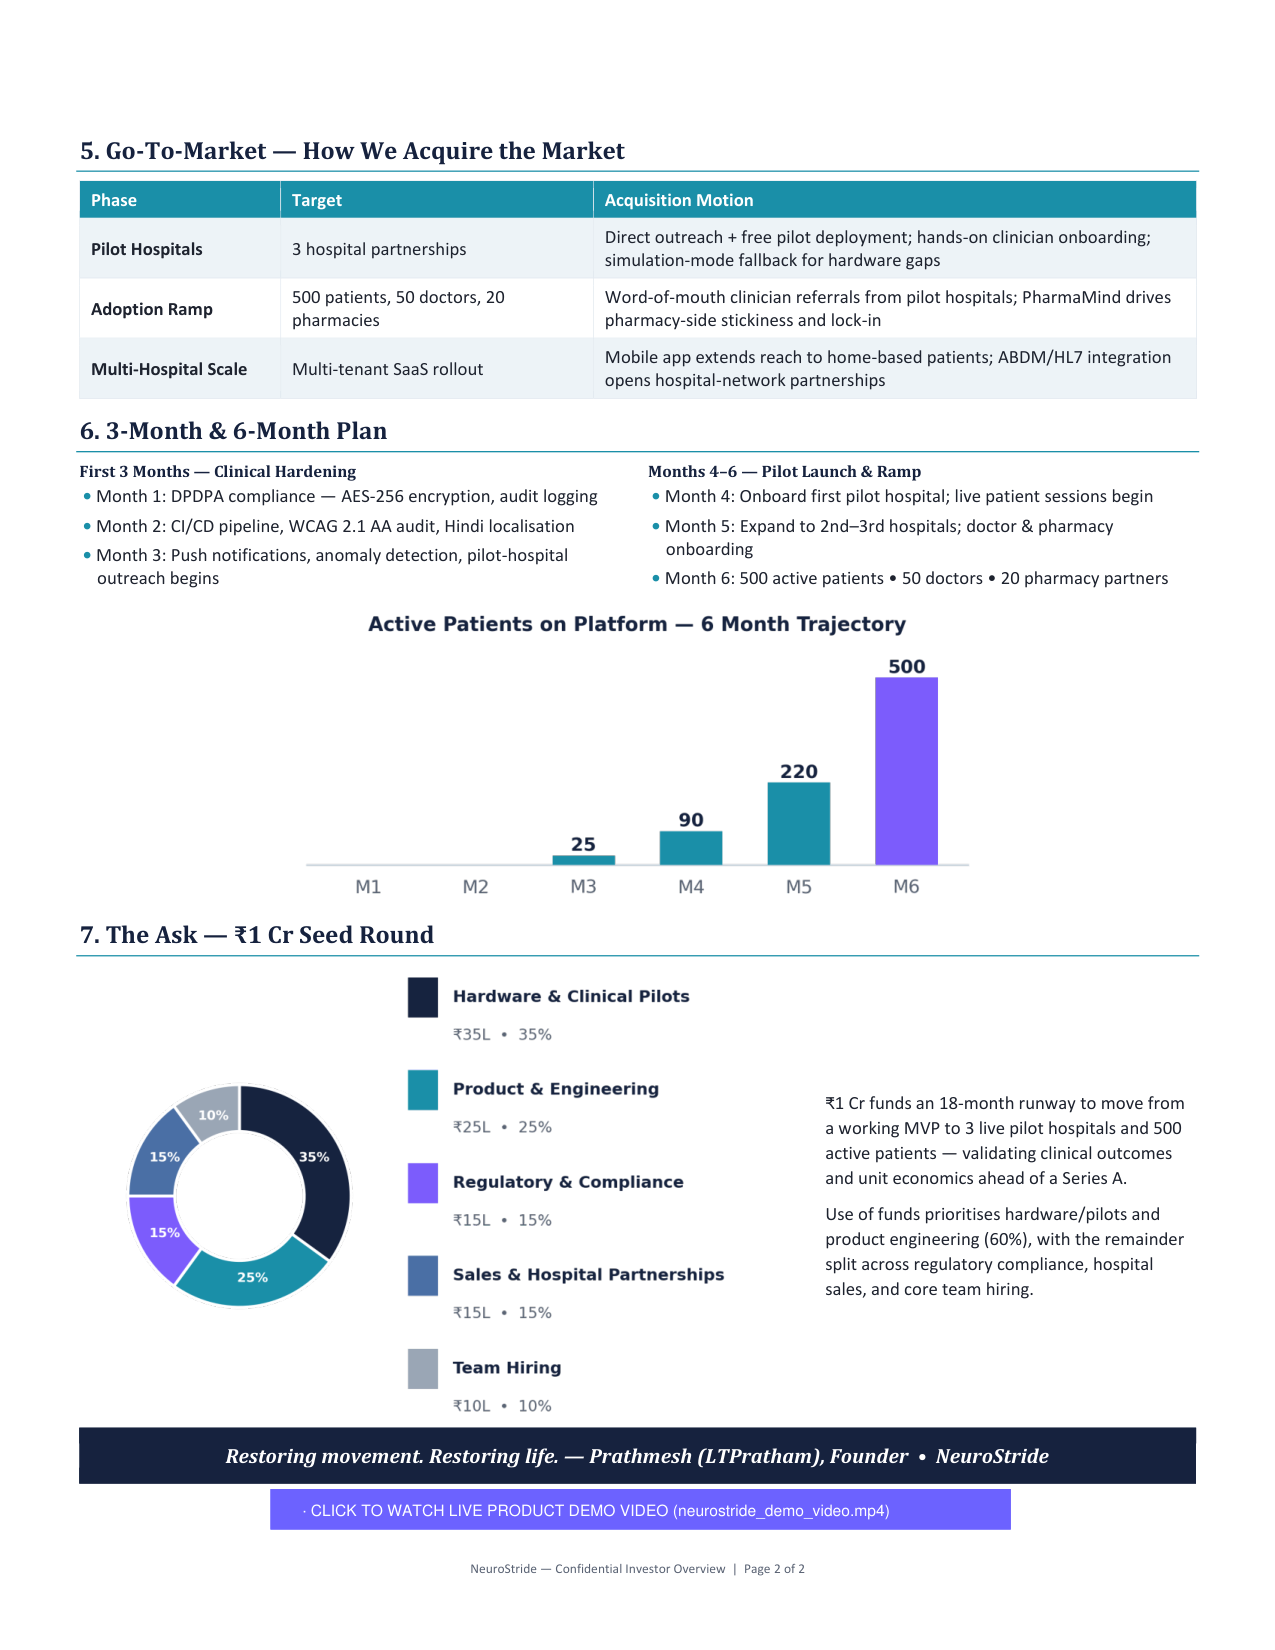 5. Go-To-Market — How We Acquire the Market
Phase Target Acquisition Motion
Pilot Hospitals 3 hospital partnerships Direct outreach + free pilot deployment; hands-on clinician onboarding;
simulation-mode fallback for hardware gaps
Adoption Ramp 500 patients, 50 doctors, 20
pharmacies
Word-of-mouth clinician referrals from pilot hospitals; PharmaMind drives
pharmacy-side stickiness and lock-in
Multi-Hospital Scale Multi-tenant SaaS rollout Mobile app extends reach to home-based patients; ABDM/HL7 integration
opens hospital-network partnerships
6. 3-Month & 6-Month Plan
First 3 Months — Clinical Hardening
• Month 1: DPDPA compliance — AES-256 encryption, audit logging
• Month 2: CI/CD pipeline, WCAG 2.1 AA audit, Hindi localisation
• Month 3: Push notifications, anomaly detection, pilot-hospital
outreach begins
Months 4–6 — Pilot Launch & Ramp
• Month 4: Onboard first pilot hospital; live patient sessions begin
• Month 5: Expand to 2nd–3rd hospitals; doctor & pharmacy
onboarding
• Month 6: 500 active patients • 50 doctors • 20 pharmacy partners
Active Patients on Platform — 6 Month Trajectory
500
220
90
25
M1 M2 M3 M4 M5 M6
7. The Ask — ₹1 Cr Seed Round
10%
35%
15%
15%
25%
Hardware & Clinical Pilots
₹35L • 35%
Product & Engineering
₹25L • 25%
Regulatory & Compliance
₹15L • 15%
Sales & Hospital Partnerships
₹15L • 15%
Team Hiring
₹10L • 10%
₹1 Cr funds an 18-month runway to move from
a working MVP to 3 live pilot hospitals and 500
active patients — validating clinical outcomes
and unit economics ahead of a Series A.
Use of funds prioritises hardware/pilots and
product engineering (60%), with the remainder
split across regulatory compliance, hospital
sales, and core team hiring.
Restoring movement. Restoring life. — Prathmesh (LTPratham), Founder • NeuroStride
· CLICK TO WATCH LIVE PRODUCT DEMO VIDEO (neurostride_demo_video.mp4)
NeuroStride — Confidential Investor Overview | Page 2 of 2